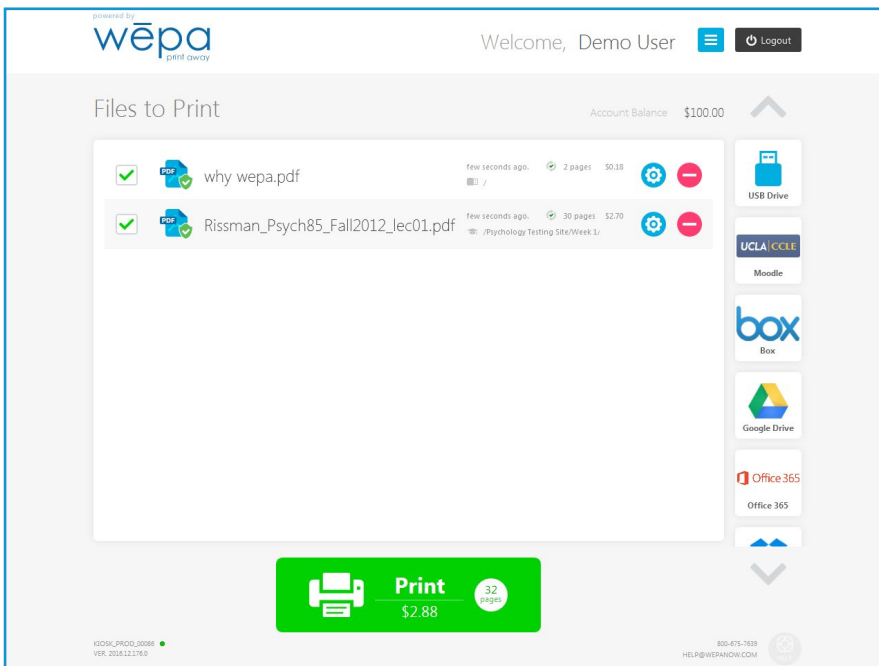 powered by
wēpa
print away
Welcome, Demo User
Logout
Files to Print
Account Balance $100.00
PDF why wepa.pdf
few seconds ago. 2 pages $0.18
/
PDF Rissman_Psych85_Fall2012_lec01.pdf
few seconds ago. 30 pages $2.70
/Psychology Testing Site/Week 1/
USB Drive
UCLA CCLE
Moodle
box
Box
Google Drive
Office 365
Office 365
Print
$2.88
32
pages
KIOSK_PROD_00086
VER. 2016.12.176.0
800-675-7639
HELP@WEPANOW.COM